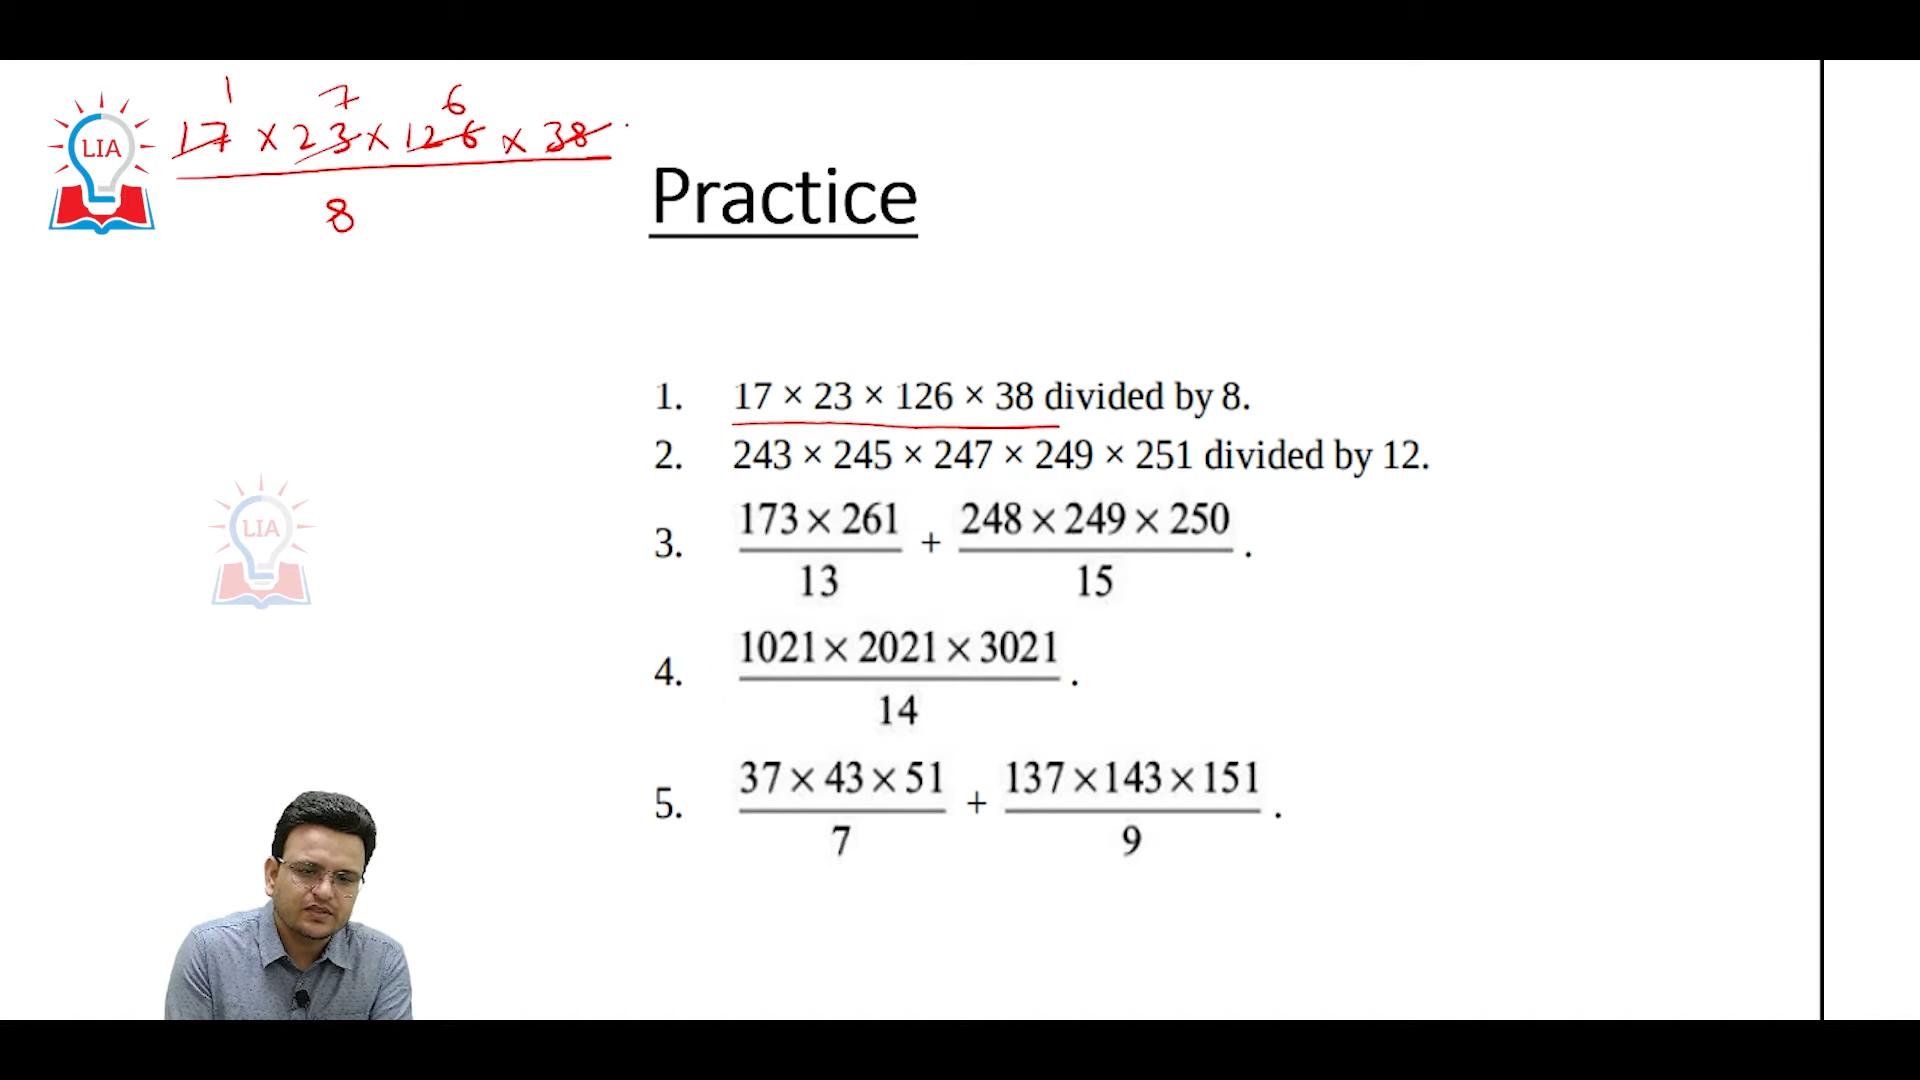 LIA
1 7 6
17 × 23 × 126 × 38
8
Practice
1. 17 × 23 × 126 × 38 divided by 8.
2. 243 × 245 × 247 × 249 × 251 divided by 12.
3. 173 × 261 / 13 + 248 × 249 × 250 / 15 .
LIA
4. 1021 × 2021 × 3021 / 14 .
5. 37 × 43 × 51 / 7 + 137 × 143 × 151 / 9 .